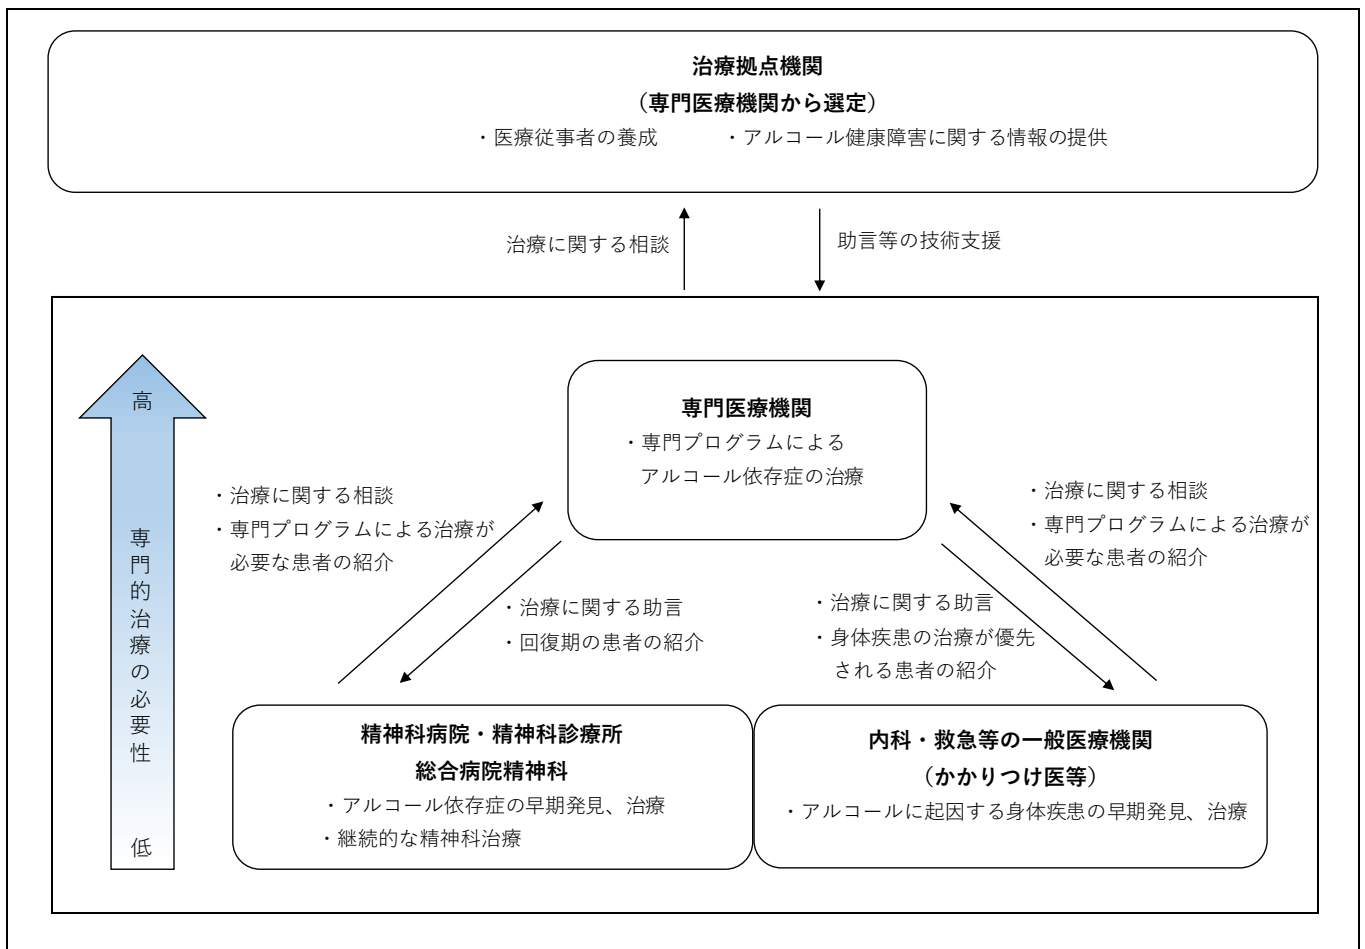 治療拠点機関
（専門医療機関から選定）
・医療従事者の養成　・アルコール健康障害に関する情報の提供
治療に関する相談
助言等の技術支援
高
専門的治療の必要性
低
専門医療機関
・専門プログラムによる
アルコール依存症の治療
・治療に関する相談
・専門プログラムによる治療が
必要な患者の紹介
・治療に関する助言
・回復期の患者の紹介
・治療に関する助言
・身体疾患の治療が優先
される患者の紹介
・治療に関する相談
・専門プログラムによる治療が
必要な患者の紹介
精神科病院・精神科診療所
総合病院精神科
・アルコール依存症の早期発見、治療
・継続的な精神科治療
内科・救急等の一般医療機関
（かかりつけ医等）
・アルコールに起因する身体疾患の早期発見、治療